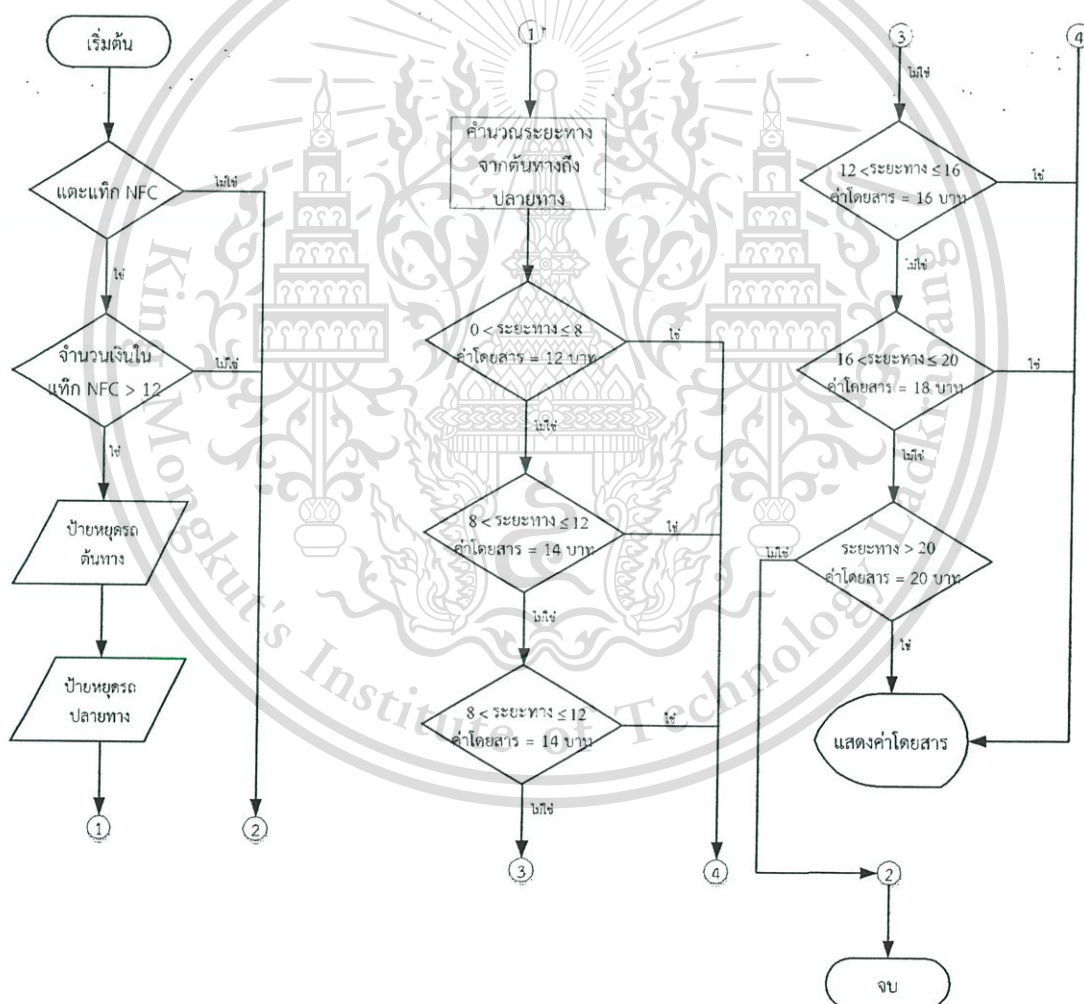 เริ่มต้น
แตะแท็ก NFC
ไม่ใช่
ใช่
จำนวนเงินใน
แท็ก NFC > 12
ไม่ใช่
ใช่
ป้ายหยุดรถ
ต้นทาง
ป้ายหยุดรถ
ปลายทาง
1
2
1
คำนวณระยะทาง
จากต้นทางถึง
ปลายทาง
0 < ระยะทาง ≤ 8
ค่าโดยสาร = 12 บาท
ใช่
ไม่ใช่
8 < ระยะทาง ≤ 12
ค่าโดยสาร = 14 บาท
ใช่
ไม่ใช่
8 < ระยะทาง ≤ 12
ค่าโดยสาร = 14 บาท
ใช่
ไม่ใช่
3
4
3
ไม่ใช่
4
12 < ระยะทาง ≤ 16
ค่าโดยสาร = 16 บาท
ใช่
ไม่ใช่
16 < ระยะทาง ≤ 20
ค่าโดยสาร = 18 บาท
ใช่
ไม่ใช่
ระยะทาง > 20
ค่าโดยสาร = 20 บาท
ไม่ใช่
ใช่
แสดงค่าโดยสาร
2
จบ
King Mongkut's Institute of Technology Ladkrabang